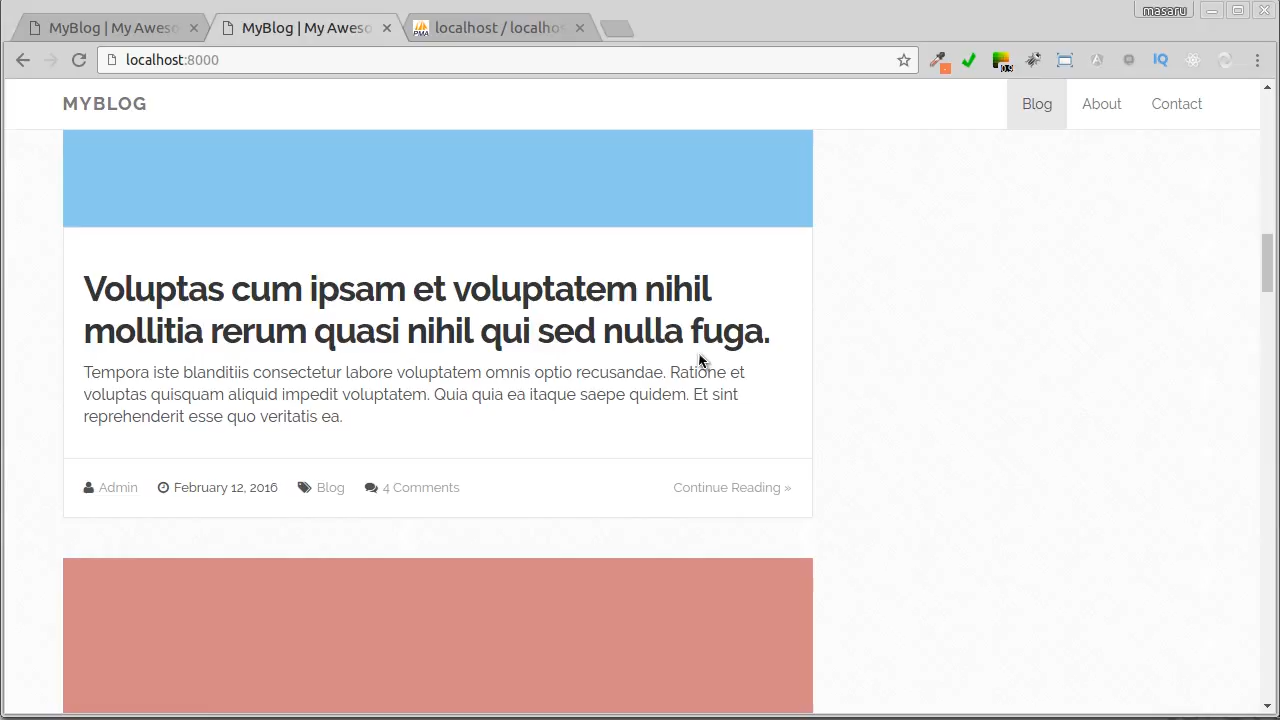 masaru
MyBlog | My Aweso
MyBlog | My Aweso
PMA
localhost / localho
localhost:8000
IQ
MYBLOG
Blog
About
Contact
Voluptas cum ipsam et voluptatem nihil
mollitia rerum quasi nihil qui sed nulla fuga.
Tempora iste blanditiis consectetur labore voluptatem omnis optio recusandae. Ratione et
voluptas quisquam aliquid impedit voluptatem. Quia quia ea itaque saepe quidem. Et sint
reprehenderit esse quo veritatis ea.
Admin
February 12, 2016
Blog
4 Comments
Continue Reading »